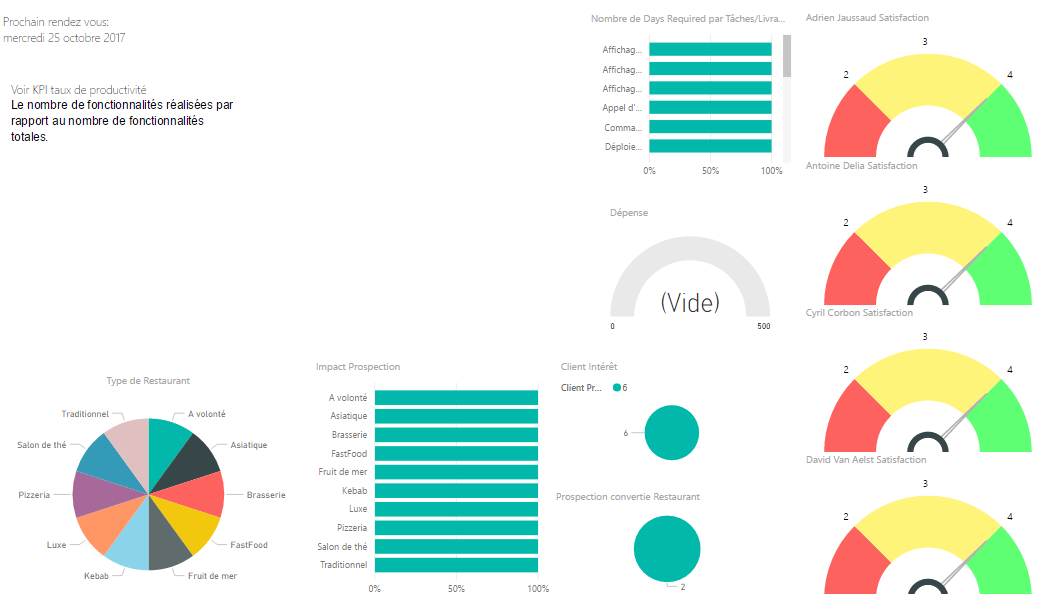 Prochain rendez vous:
mercredi 25 octobre 2017
Voir KPI taux de productivité
Le nombre de fonctionnalités réalisées par
rapport au nombre de fonctionnalités
totales.
Nombre de Days Required par Tâches/Livra...
Affichag...
Affichag...
Affichag...
Appel d'...
Comma...
Déploie...
0% 50% 100%
Dépense
(Vide)
0 500
Adrien Jaussaud Satisfaction
2 3 4
Antoine Delia Satisfaction
2 3 4
Cyril Corbon Satisfaction
2 3 4
David Van Aelst Satisfaction
2 3 4
Type de Restaurant
Traditionnel
A volonté
Salon de thé
Asiatique
Pizzeria
Brasserie
Luxe
FastFood
Kebab
Fruit de mer
Impact Prospection
A volonté
Asiatique
Brasserie
FastFood
Fruit de mer
Kebab
Luxe
Pizzeria
Salon de thé
Traditionnel
0% 50% 100%
Client Intérêt
Client Pr... 6
6
Prospection convertie Restaurant
2